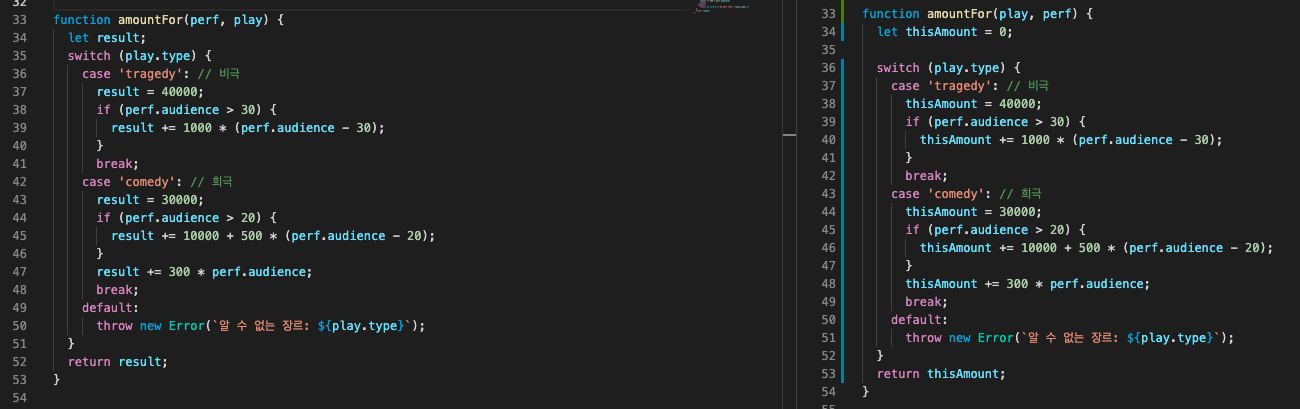 32
33 function amountFor(perf, play) {
34 let result;
35 switch (play.type) {
36 case 'tragedy': // 비극
37 result = 40000;
38 if (perf.audience > 30) {
39 result += 1000 * (perf.audience - 30);
40 }
41 break;
42 case 'comedy': // 희극
43 result = 30000;
44 if (perf.audience > 20) {
45 result += 10000 + 500 * (perf.audience - 20);
46 }
47 result += 300 * perf.audience;
48 break;
49 default:
50 throw new Error(`알 수 없는 장르: ${play.type}`);
51 }
52 return result;
53 }
54
33 function amountFor(play, perf) {
34 let thisAmount = 0;
35
36 switch (play.type) {
37 case 'tragedy': // 비극
38 thisAmount = 40000;
39 if (perf.audience > 30) {
40 thisAmount += 1000 * (perf.audience - 30);
41 }
42 break;
43 case 'comedy': // 희극
44 thisAmount = 30000;
45 if (perf.audience > 20) {
46 thisAmount += 10000 + 500 * (perf.audience - 20);
47 }
48 thisAmount += 300 * perf.audience;
49 break;
50 default:
51 throw new Error(`알 수 없는 장르: ${play.type}`);
52 }
53 return thisAmount;
54 }
55